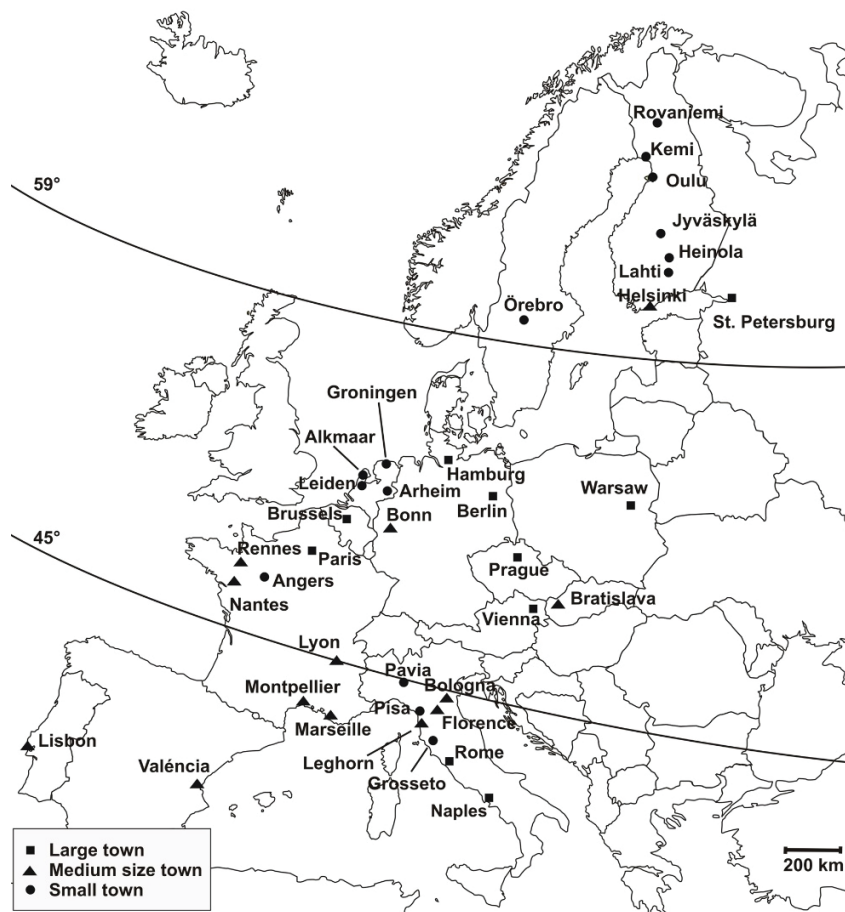 Rovaniemi
Kemi
Oulu
59°
Jyväskylä
Heinola
Lahti
Helsinki
Örebro
St. Petersburg
Groningen
Alkmaar
Hamburg
Leiden
Arheim
Warsaw
Berlin
Brussels
Bonn
45°
Rennes
Paris
Prague
Angers
Nantes
Bratislava
Vienna
Lyon
Pavia
Bologna
Montpellier
Pisa
Florence
Marseille
Lisbon
Leghorn
Rome
Valéncia
Grosseto
Naples
Large town
Medium size town
Small town
200 km